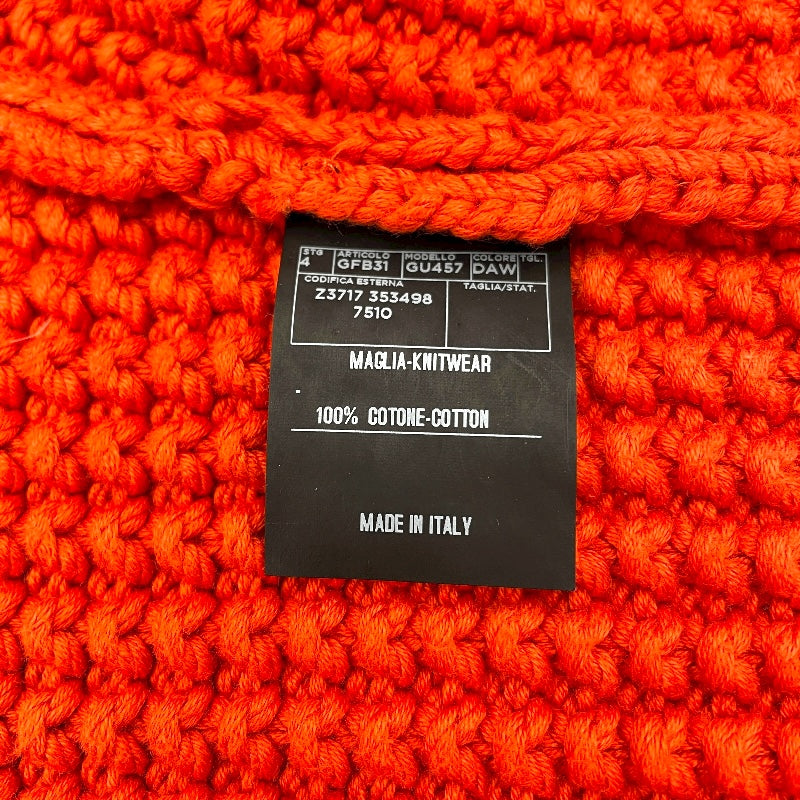 STG ARTICOLO MODELLO COLORE TGL.
4 GFB31 GU457 DAW
CODIFICA ESTERNA TAGLIA/STAT.
Z3717 353498
7510
MAGLIA-KNITWEAR
100% COTONE-COTTON
MADE IN ITALY